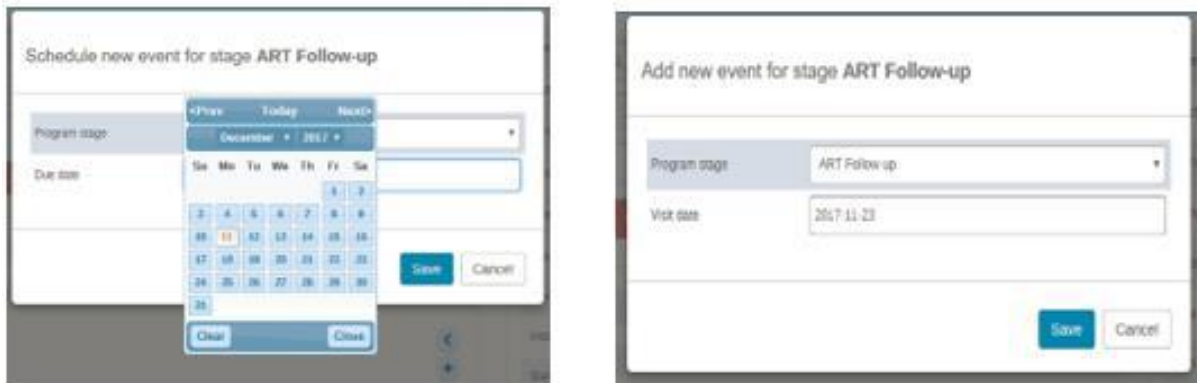 Schedule new event for stage ART Follow-up
<Prev Today Next>
December 2017
Program stage
Su Mo Tu We Th Fr Sa
Due date
1 2
3 4 5 6 7 8 9
10 11 12 13 14 15 16
17 18 19 20 21 22 23
24 25 26 27 28 29 30
31
Save Cancel
Clear Close
Add new event for stage ART Follow-up
Program stage ART Follow up
Visit date 2017-11-23
Save Cancel